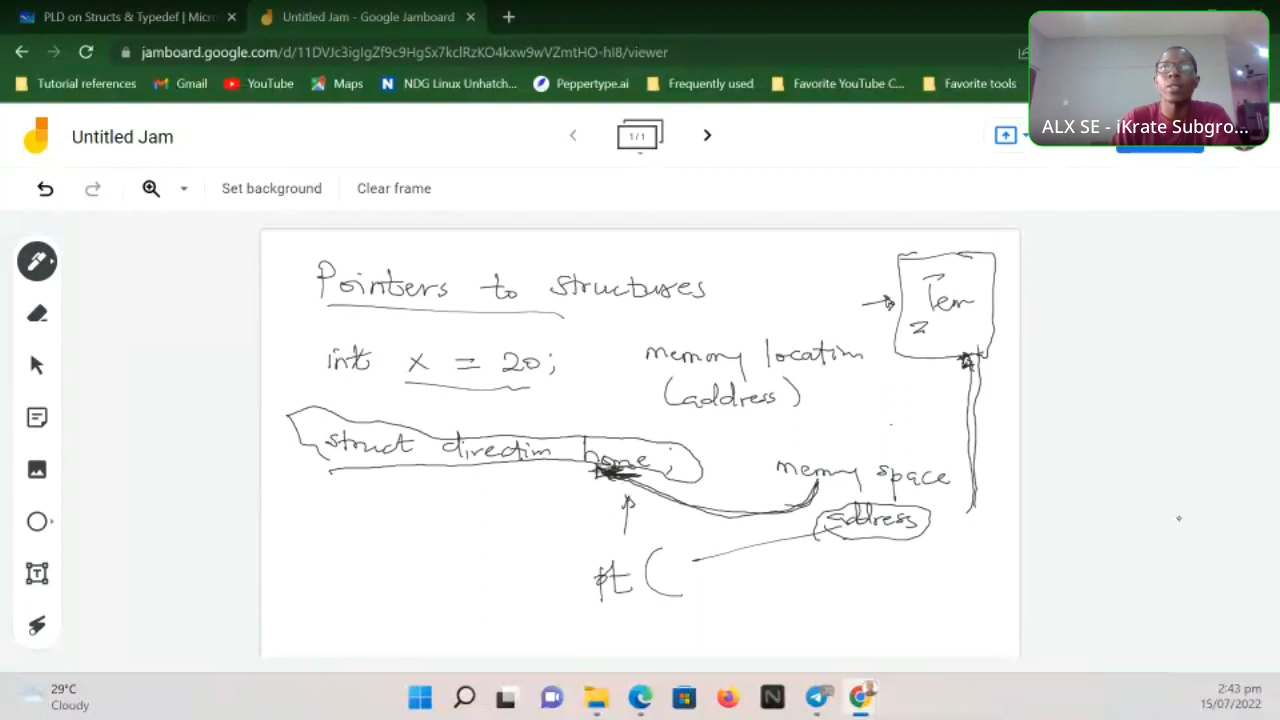 PLD on Structs & Typedef | Micro
Untitled Jam - Google Jamboard
jamboard.google.com/d/11DVJc3igIgZf9c9HgSx7kclRzKO4kxw9wVZmtHO-hI8/viewer
Tutorial references
Gmail
YouTube
Maps
NDG Linux Unhatch...
Peppertype.ai
Frequently used
Favorite YouTube C...
Favorite tools
ALX SE - iKrate Subgro...
Untitled Jam
1/1
Set background
Clear frame
Pointers to structures
Tem
2
int x = 20;
memory location
(address)
struct direction home;
memory space
address
pt (
T
29°C
Cloudy
2:43 pm
15/07/2022